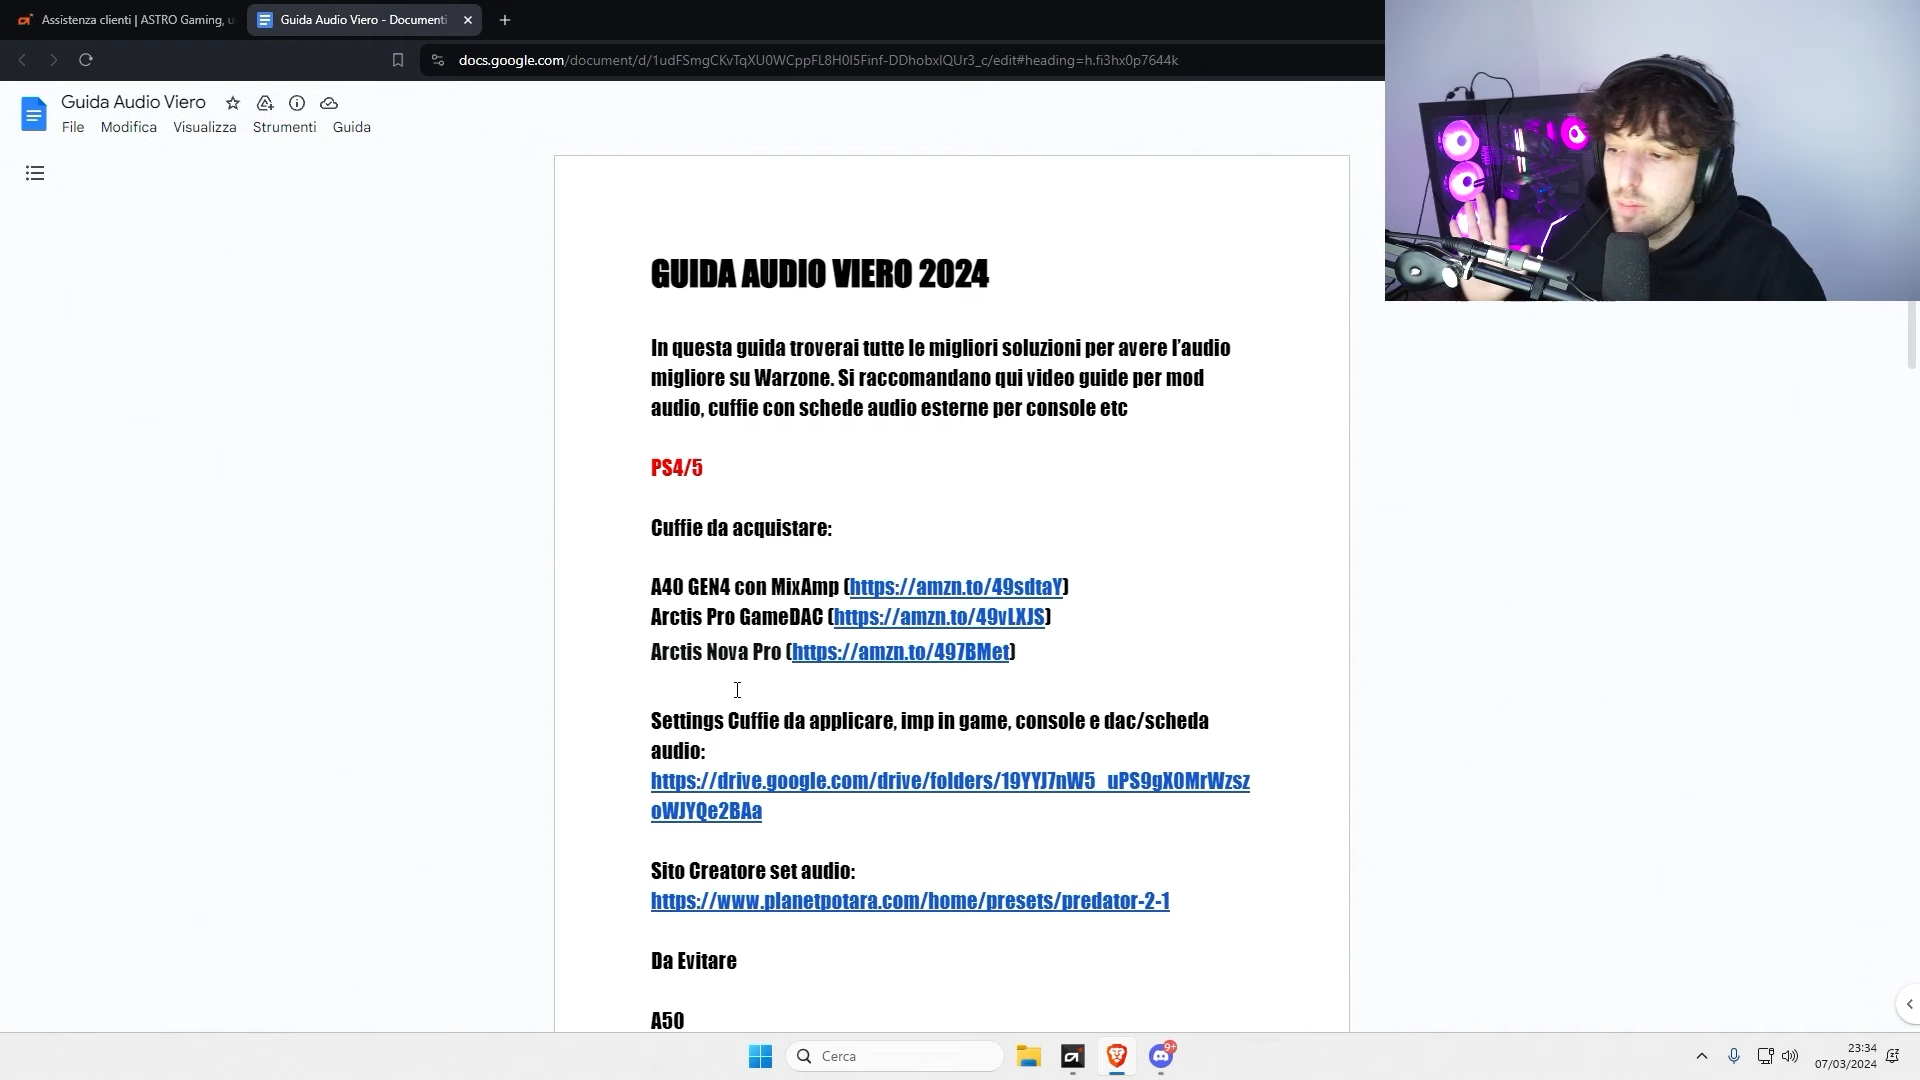 Assistenza clienti | ASTRO Gaming, u
Guida Audio Viero - Documenti
docs.google.com/document/d/1udFSmgCKvTqXU0WCppFL8H0I5Finf-DDhobxlQUr3_c/edit#heading=h.fi3hx0p7644k
Guida Audio Viero
File Modifica Visualizza Strumenti Guida
GUIDA AUDIO VIERO 2024
In questa guida troverai tutte le migliori soluzioni per avere l'audio
migliore su Warzone. Si raccomandano qui video guide per mod
audio, cuffie con schede audio esterne per console etc
PS4/5
Cuffie da acquistare:
A40 GEN4 con MixAmp (https://amzn.to/49sdtaY)
Arctis Pro GameDAC (https://amzn.to/49vLXJS)
Arctis Nova Pro (https://amzn.to/497BMet)
Settings Cuffie da applicare, imp in game, console e dac/scheda
audio:
https://drive.google.com/drive/folders/19YYJ7nW5_uPS9gX0MrWzsz
oWJYQe2BAa
Sito Creatore set audio:
https://www.planetpotara.com/home/presets/predator-2-1
Da Evitare
A50
Cerca
9+
23:34
07/03/2024